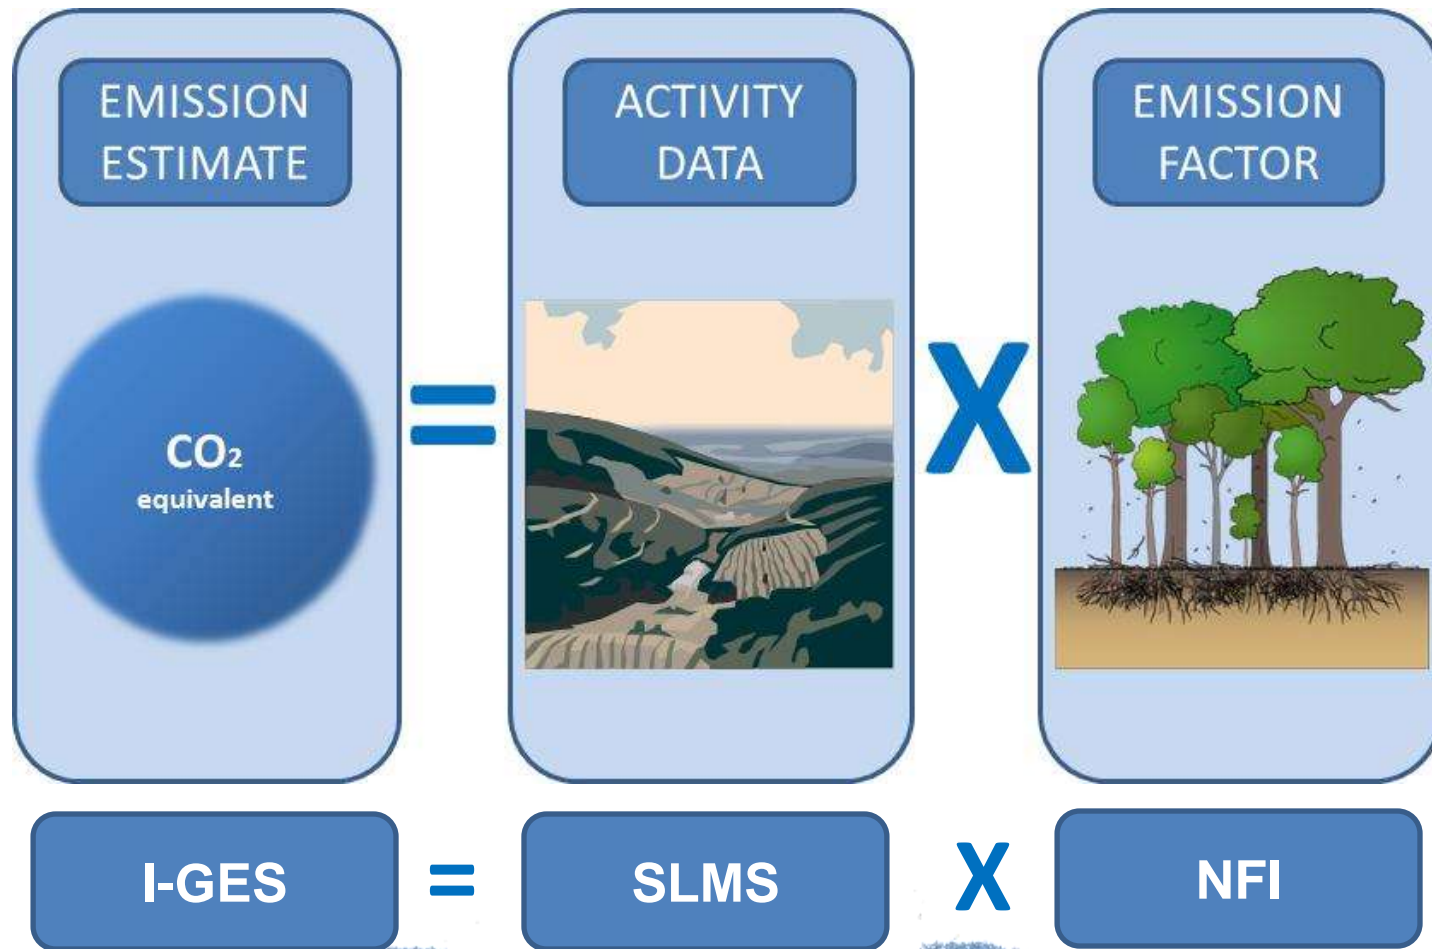 EMISSION
ESTIMATE
=
ACTIVITY
DATA
X
EMISSION
FACTOR
CO₂
equivalent
I-GES
=
SLMS
X
NFI